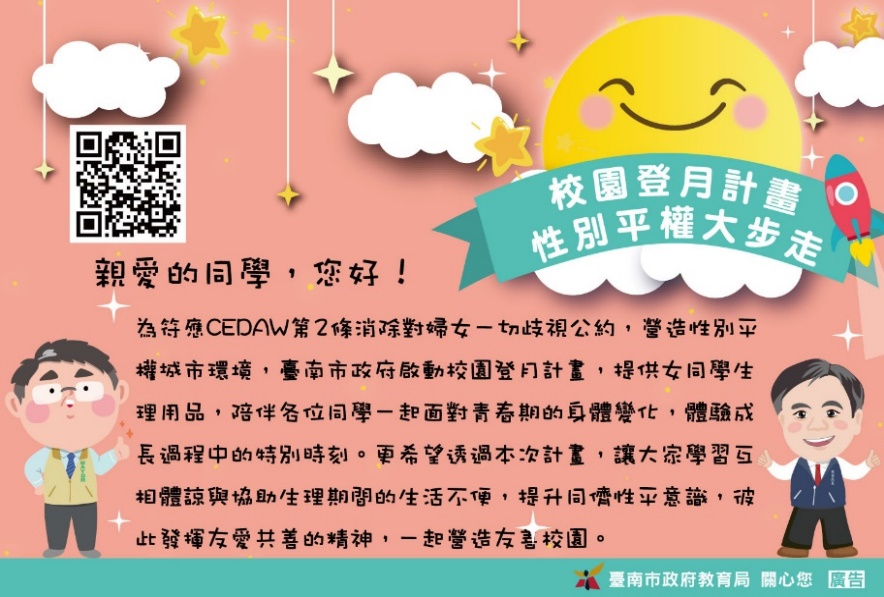 校園登月計畫
性別平權大步走
親愛的同學，您好！
為符應CEDAW第2條消除對婦女一切歧視公約，營造性別平
權城市環境，臺南市政府啟動校園登月計畫，提供女同學生
理用品，陪伴各位同學一起面對青春期的身體變化，體驗成
長過程中的特別時刻。更希望透過本次計畫，讓大家學習互
相體諒與協助生理期間的生活不便，提升同儕性平意識，彼
此發揮友愛共善的精神，一起營造友善校園。
臺南市政府教育局 關心您 廣告